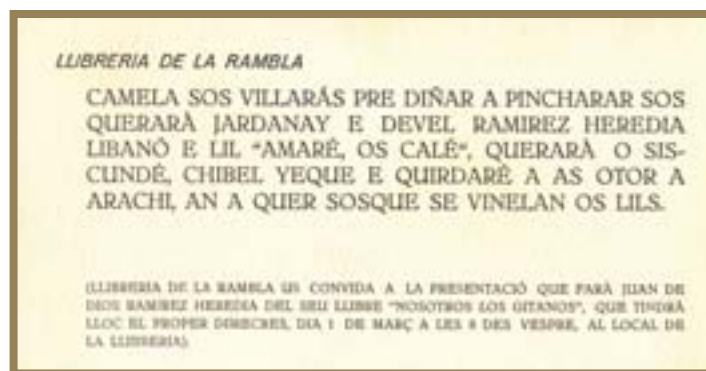 LLIBRERIA DE LA RAMBLA
CAMELA SOS VILLARÁS PRE DIÑAR A PINCHARAR SOS
QUERARÀ JARDANAY E DEVEL RAMIREZ HEREDIA
LIBANÓ E LIL "AMARÉ, OS CALÉ", QUERARÀ O SIS-
CUNDÉ, CHIBEL YEQUE E QUIRDARÉ A AS OTOR A
ARACHI, AN A QUER SOSQUE SE VINELAN OS LILS.
(LLIBRERIA DE LA RAMBLA US CONVIDA A LA PRESENTACIÓ QUE FARÀ JUAN DE
DIOS RAMIREZ HEREDIA DEL SEU LLIBRE "NOSOTROS LOS GITANOS", QUE TINDRÀ
LLOC EL PROPER DIMECRES, DIA 1 DE MARÇ A LES 8 DES VESPRE, AL LOCAL DE
LA LLIBRERIA).